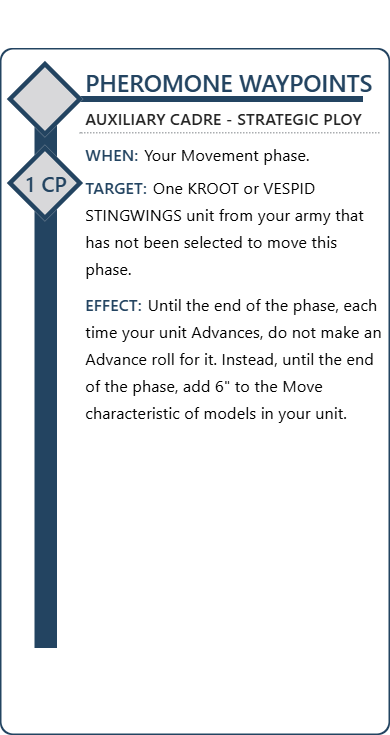 PHEROMONE WAYPOINTS
AUXILIARY CADRE - STRATEGIC PLOY
WHEN: Your Movement phase.
1 CP
TARGET: One KROOT or VESPID
STINGWINGS unit from your army that
has not been selected to move this
phase.
EFFECT: Until the end of the phase, each
time your unit Advances, do not make an
Advance roll for it. Instead, until the end
of the phase, add 6" to the Move
characteristic of models in your unit.